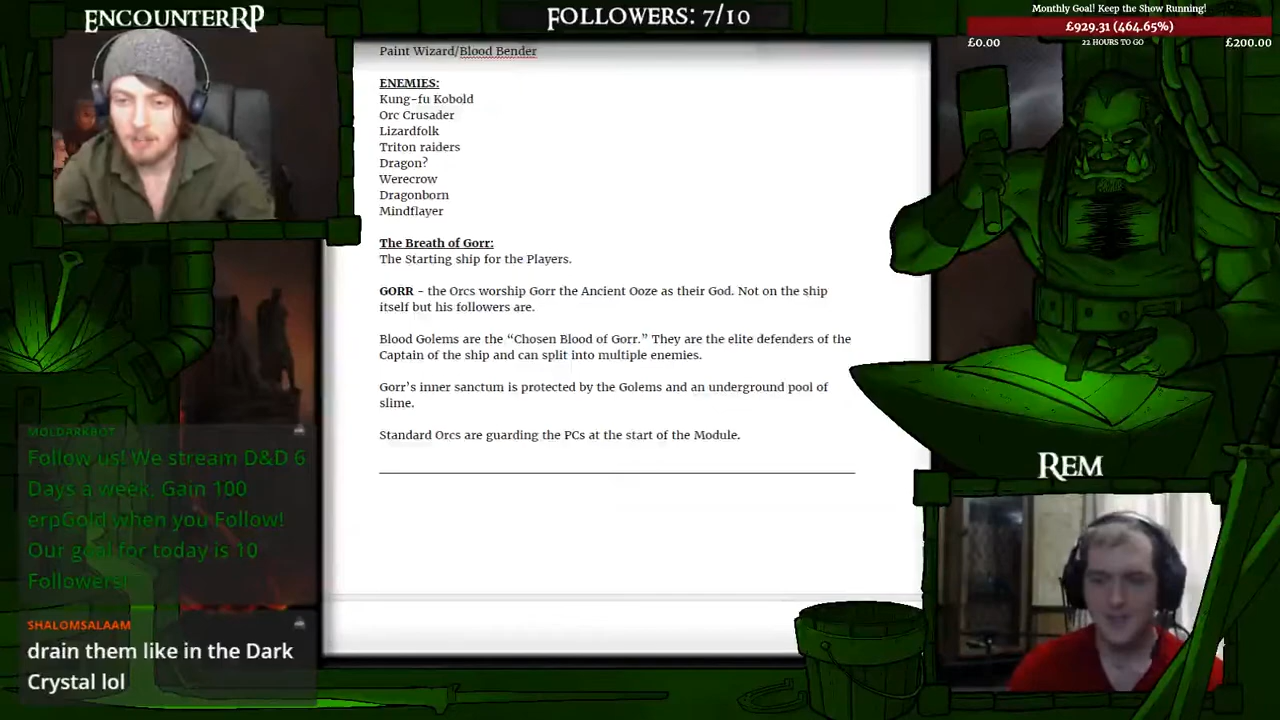 ENCOUNTERRP
FOLLOWERS: 7/10
Monthly Goal! Keep the Show Running!
£929.31 (464.65%)
£0.00
22 HOURS TO GO
£200.00
Paint Wizard/Blood Bender
ENEMIES:
Kung-fu Kobold
Orc Crusader
Lizardfolk
Triton raiders
Dragon?
Werecrow
Dragonborn
Mindflayer
The Breath of Gorr:
The Starting ship for the Players.
GORR - the Orcs worship Gorr the Ancient Ooze as their God. Not on the ship
itself but his followers are.
Blood Golems are the “Chosen Blood of Gorr.” They are the elite defenders of the
Captain of the ship and can split into multiple enemies.
Gorr’s inner sanctum is protected by the Golems and an underground pool of
slime.
Standard Orcs are guarding the PCs at the start of the Module.
MOLDARKBOT
Follow us! We stream D&D 6
Days a week, Gain 100
erpGold when you Follow!
Our goal for today is 10
Followers!
SHALOMSALAAM
drain them like in the Dark
Crystal lol
REM